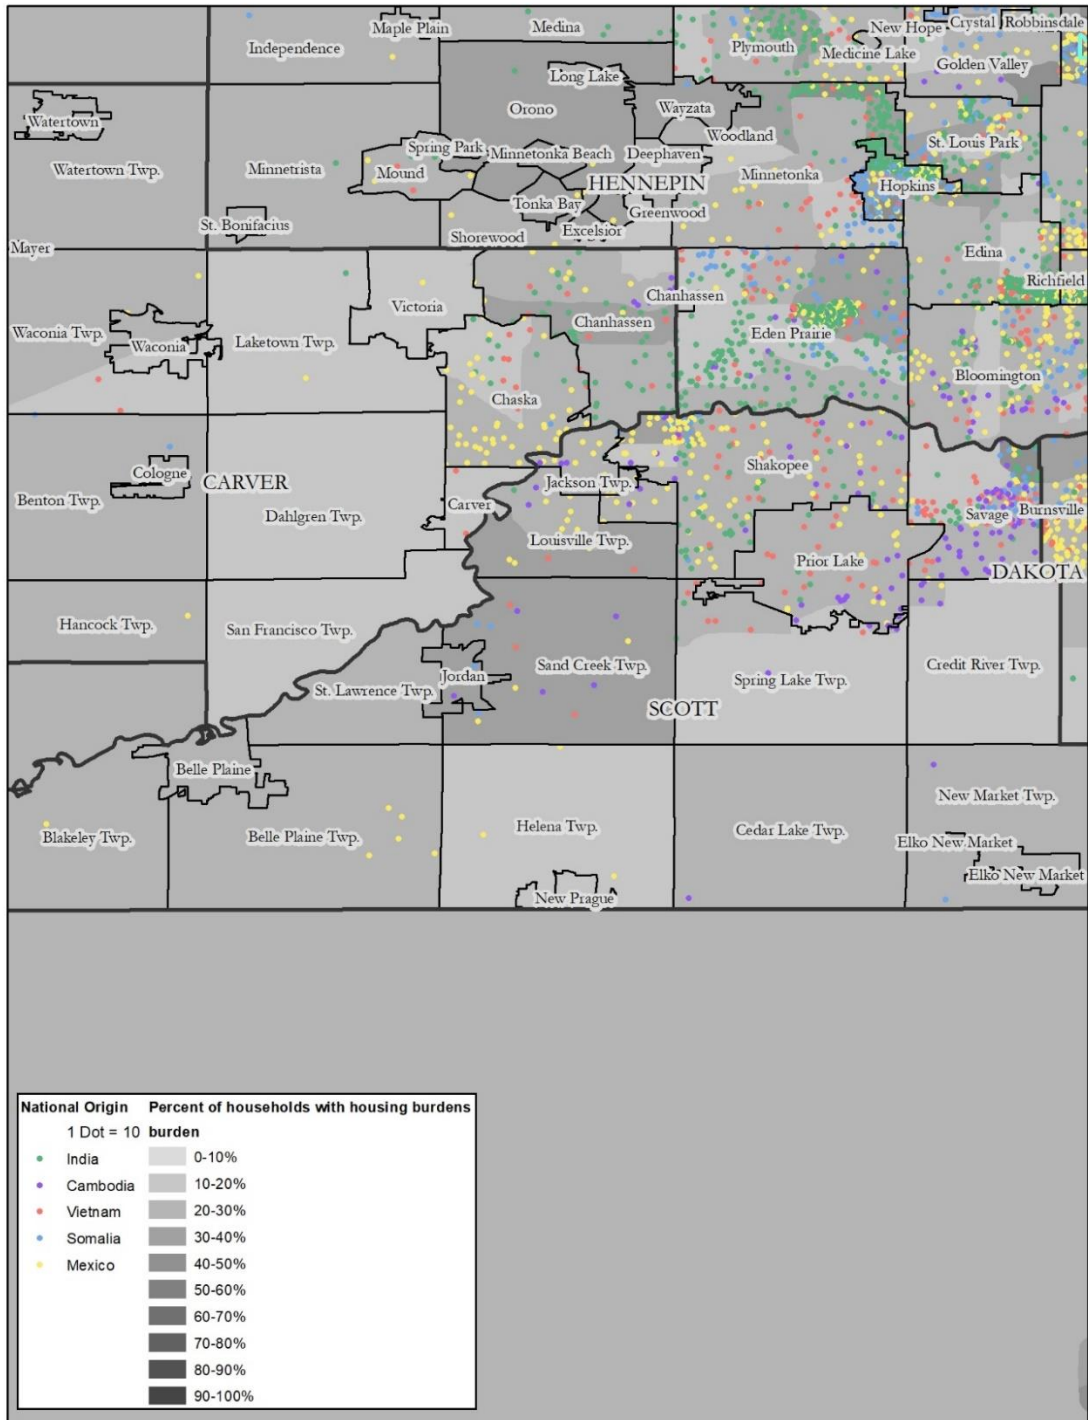 Maple Plain
Medina
New Hope
Crystal
Robbinsdale
Independence
Plymouth
Medicine Lake
Golden Valley
Long Lake
Orono
Wayzata
Watertown
Woodland
St. Louis Park
Spring Park
Minnetonka Beach
Deephaven
Watertown Twp.
Minnetrista
Mound
HENNEPIN
Minnetonka
Hopkins
Tonka Bay
Greenwood
St. Bonifacius
Excelsior
Shorewood
Mayer
Edina
Richfield
Victoria
Chanhassen
Chanhassen
Waconia Twp.
Waconia
Laketown Twp.
Eden Prairie
Bloomington
Chaska
Cologne
CARVER
Shakopee
Jackson Twp.
Benton Twp.
Carver
Dahlgren Twp.
Savage
Burnsville
Louisville Twp.
Prior Lake
DAKOTA
Hancock Twp.
San Francisco Twp.
St. Lawrence Twp.
Jordan
Sand Creek Twp.
Spring Lake Twp.
Credit River Twp.
SCOTT
Belle Plaine
New Market Twp.
Blakeley Twp.
Belle Plaine Twp.
Helena Twp.
Cedar Lake Twp.
Elko New Market
Elko New Market
New Prague
National Origin
1 Dot = 10
India
Cambodia
Vietnam
Somalia
Mexico
Percent of households with housing burdens
burden
0-10%
10-20%
20-30%
30-40%
40-50%
50-60%
60-70%
70-80%
80-90%
90-100%